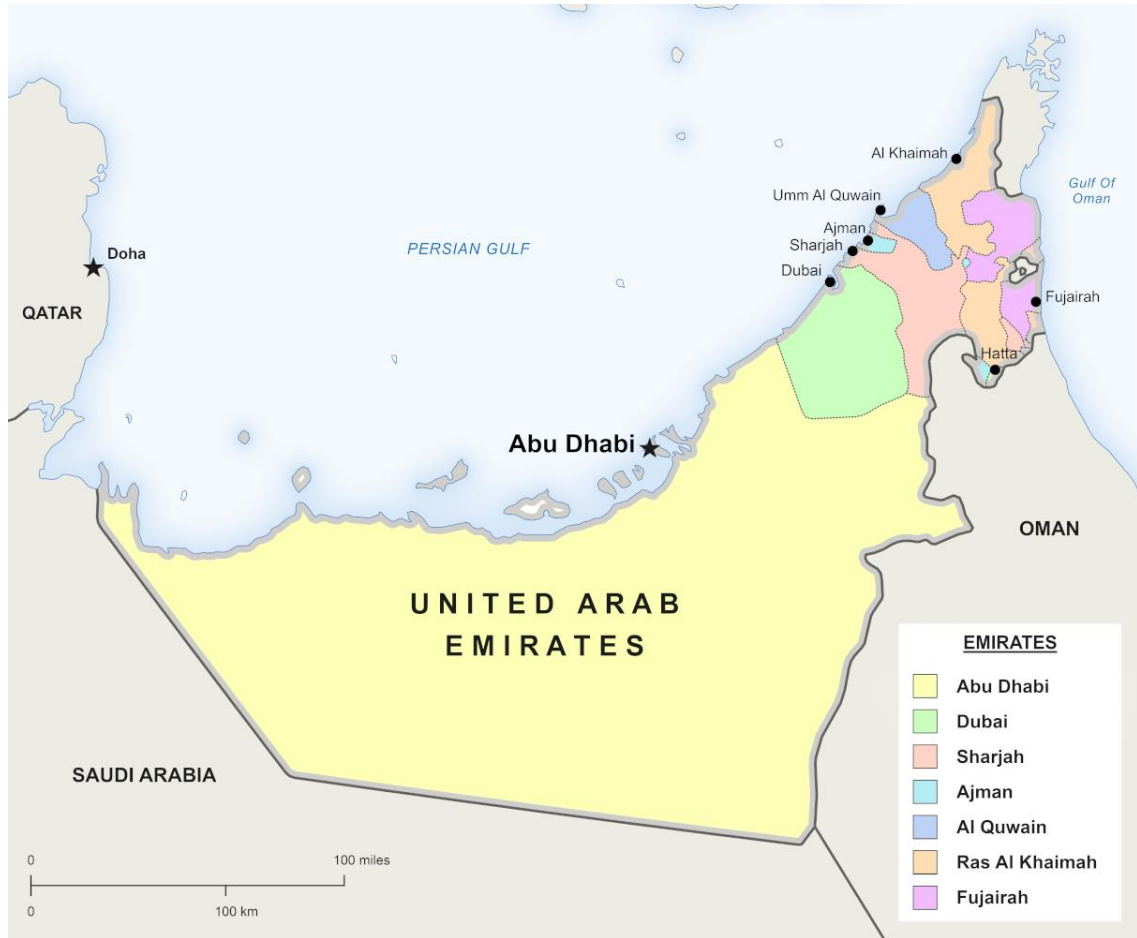 Al Khaimah
Gulf Of
Oman
Umm Al Quwain
Ajman
Sharjah
Dubai
PERSIAN GULF
Doha
QATAR
Fujairah
Hatta
Abu Dhabi
OMAN
UNITED ARAB
EMIRATES
SAUDI ARABIA
0
100 miles
0
100 km
EMIRATES
Abu Dhabi
Dubai
Sharjah
Ajman
Al Quwain
Ras Al Khaimah
Fujairah